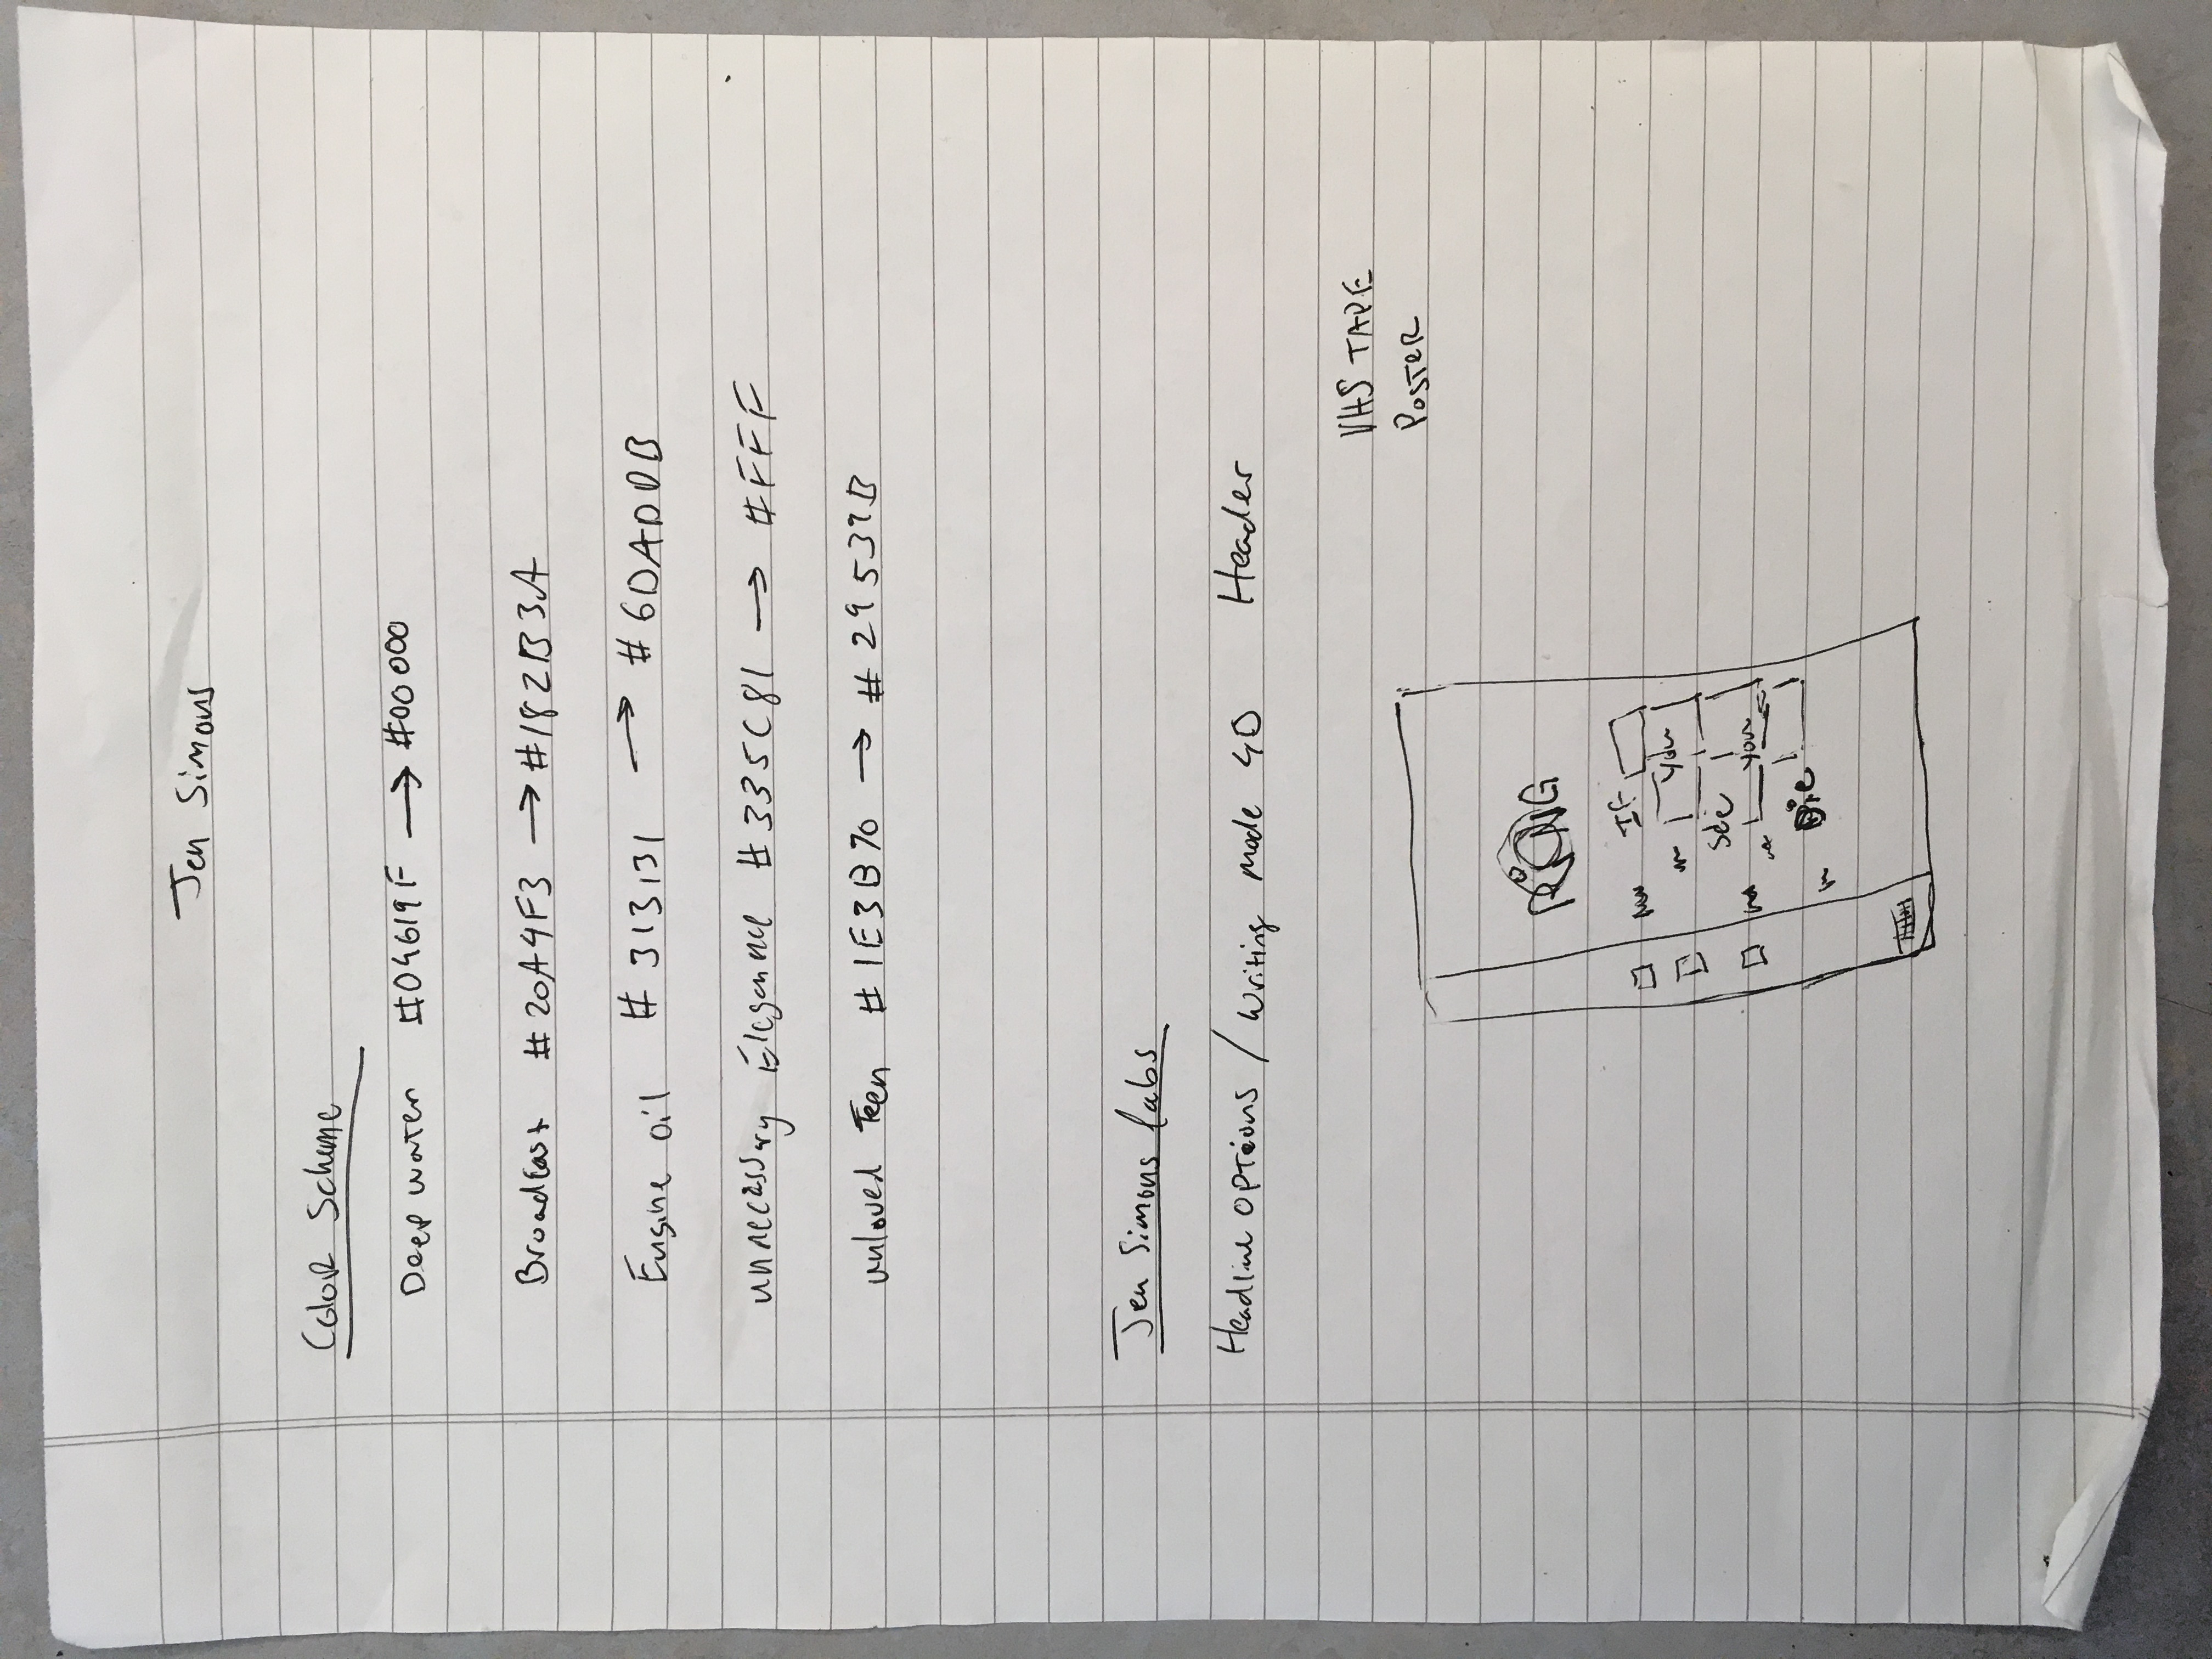 Jen Simons
Color Scheme
Deep water #04619F → #00000
Broadcast #20A4F3 → #182B3A
Engine oil #313131 → #6DADDB
unnecessary Elegance #335C81 → #FFF
unloved Teen #1E3B70 → #29539B
Jen Simons labs
Headline OPTions / Writing Mode 4D Header
VHS TAPE
POSTER
RiNG
IF
you
See
you
Die